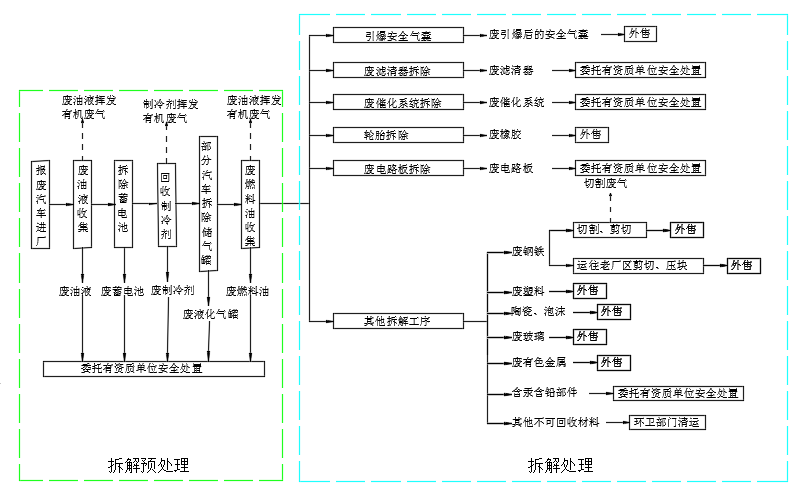 引爆安全气囊
废引爆后的安全气囊
外售
废滤清器拆除
废滤清器
委托有资质单位安全处置
废催化系统拆除
废催化系统
委托有资质单位安全处置
轮胎拆除
废橡胶
外售
废电路板拆除
废电路板
委托有资质单位安全处置
切割废气
废油液挥发
有机废气
制冷剂挥发
有机废气
废油液挥发
有机废气
报废汽车进厂
废油液收集
拆除蓄电池
回收制冷剂
部分汽车拆除储气罐
废燃料油收集
废油液
废蓄电池
废制冷剂
废液化气罐
废燃料油
委托有资质单位安全处置
拆解预处理
其他拆解工序
废钢铁
切割、剪切
外售
运往老厂区剪切、压块
外售
废塑料
外售
陶瓷、泡沫
外售
废玻璃
外售
废有色金属
外售
含汞含铅部件
委托有资质单位安全处置
其他不可回收材料
环卫部门清运
拆解处理